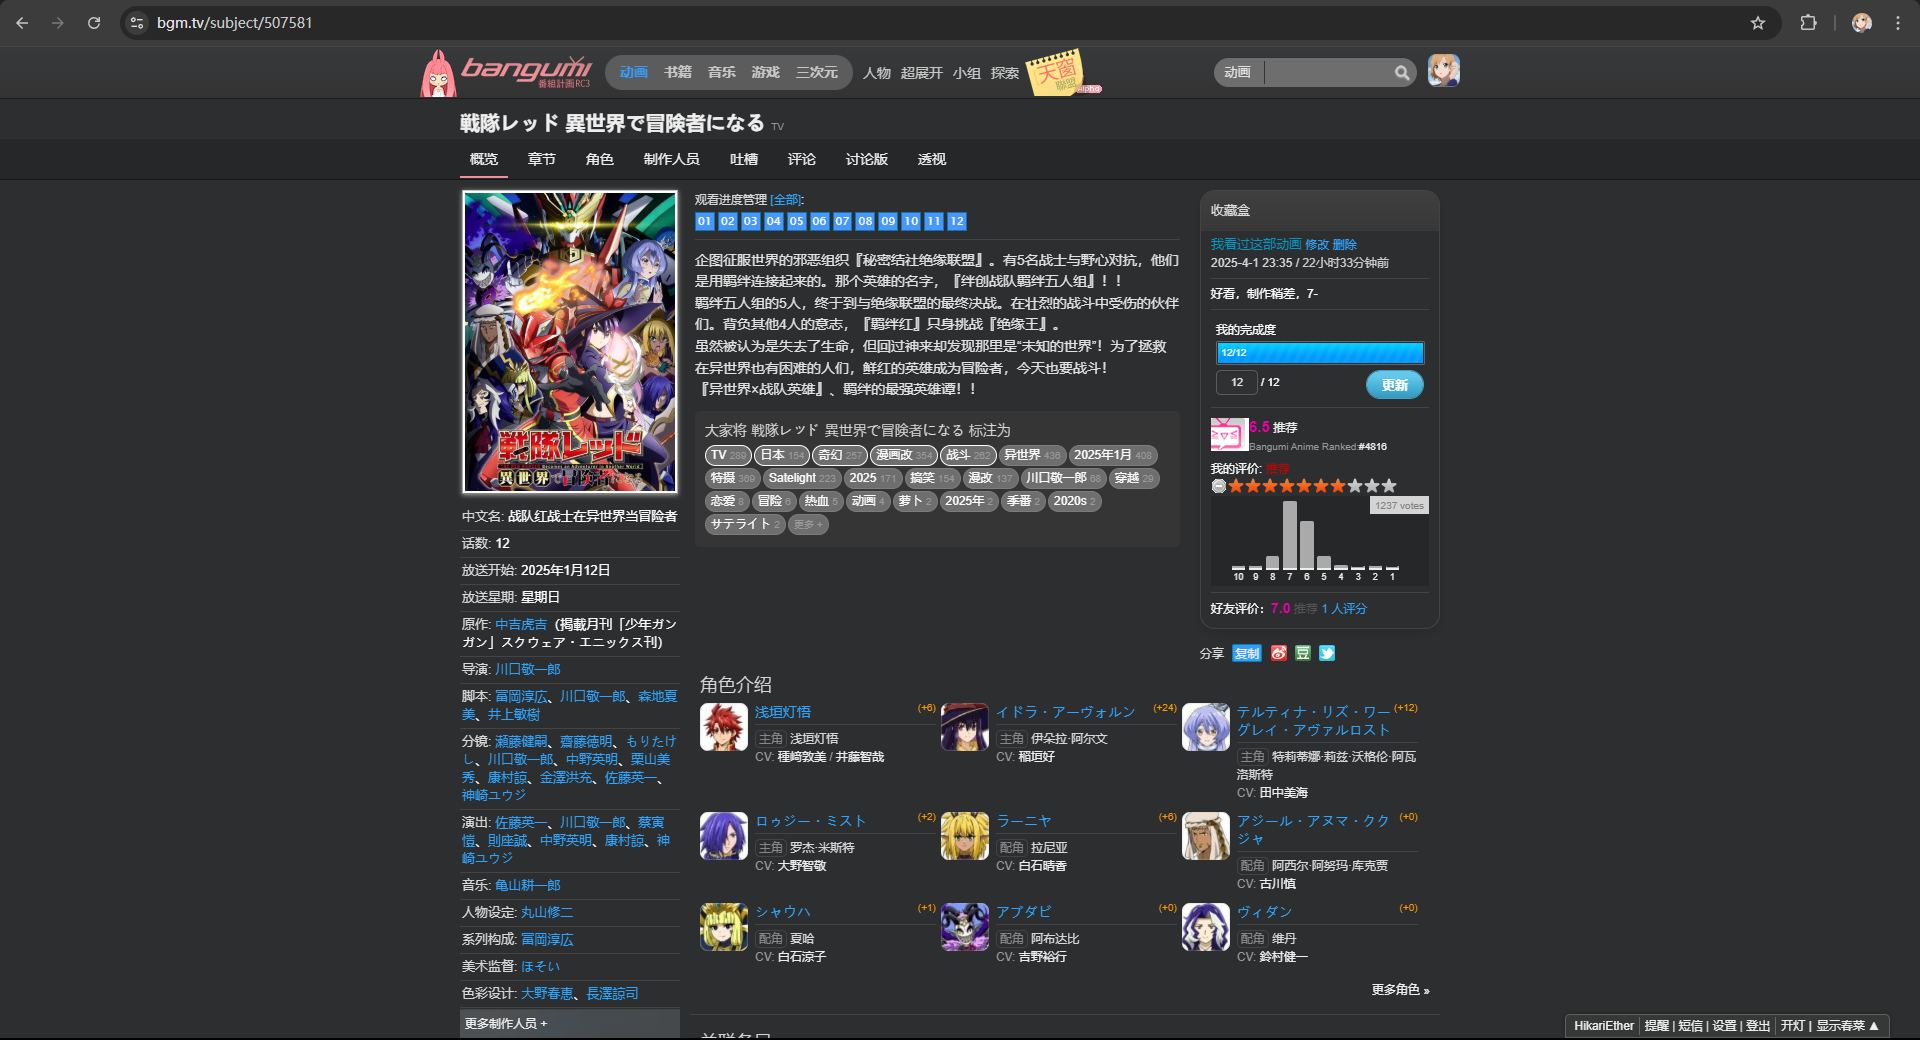 bgm.tv/subject/507581
bangumi
番組計画RC3
动画 书籍 音乐 游戏 三次元 人物 超展开 小组 探索
天窗
联盟
alpha
动画
戦隊レッド 異世界で冒険者になる TV
概览 章节 角色 制作人员 吐槽 评论 讨论版 透视
戦隊レッド
異世界で冒険者になる
中文名: 战队红战士在异世界当冒险者
话数: 12
放送开始: 2025年1月12日
放送星期: 星期日
原作: 中吉虎吉（掲載月刊「少年ガン
ガン」スクウェア・エニックス刊）
导演: 川口敬一郎
脚本: 冨岡淳広、川口敬一郎、森地夏
美、井上敏樹
分镜: 瀬藤健嗣、齋藤徳明、もりたけ
し、川口敬一郎、中野英明、栗山美
秀、康村諒、金澤洪充、佐藤英一、
神崎ユウジ
演出: 佐藤英一、川口敬一郎、蔡寅
愷、則座誠、中野英明、康村諒、神
崎ユウジ
音乐: 亀山耕一郎
人物设定: 丸山修二
系列构成: 冨岡淳広
美术监督: ほそい
色彩设计: 大野春恵、長澤諒司
更多制作人员 +
观看进度管理 [全部]:
01 02 03 04 05 06 07 08 09 10 11 12
企图征服世界的邪恶组织『秘密结社绝缘联盟』。有5名战士与野心对抗，他们
是用羁绊连接起来的。那个英雄的名字，『绊创战队羁绊五人组』！！
羁绊五人组的5人，终于到与绝缘联盟的最终决战。在壮烈的战斗中受伤的伙伴
们。背负其他4人的意志，『羁绊红』只身挑战『绝缘王』。
虽然被认为是失去了生命，但回过神来却发现那里是“未知的世界”！为了拯救
在异世界也有困难的人们，鲜红的英雄成为冒险者，今天也要战斗！
『异世界×战队英雄』、羁绊的最强英雄谭！！
大家将 戦隊レッド 異世界で冒険者になる 标注为
TV 289 日本 164 奇幻 257 漫画改 354 战斗 262 异世界 436 2025年1月 408
特摄 369 Satelight 223 2025 171 搞笑 154 漫改 137 川口敬一郎 68 穿越 29
恋爱 8 冒险 6 热血 5 动画 4 萝卜 2 2025年 2 季番 2 2020s 2
サテライト 2 更多 +
角色介绍
浅垣灯悟 (+6)
主角 浅垣灯悟
CV: 種﨑敦美 / 井藤智哉
イドラ・アーヴォルン (+24)
主角 伊朵拉·阿尔文
CV: 稲垣好
テルティナ・リズ・ワー (+12)
グレイ・アヴァルロスト
主角 特莉蒂娜·莉兹·沃格伦·阿瓦
洛斯特
CV: 田中美海
ロゥジー・ミスト (+2)
主角 罗杰·米斯特
CV: 大野智敬
ラーニヤ (+6)
配角 拉尼亚
CV: 白石晴香
アジール・アヌマ・クク (+0)
ジャ
配角 阿西尔·阿努玛·库克贾
CV: 古川慎
シャウハ (+1)
配角 夏哈
CV: 白石涼子
アブダビ (+0)
配角 阿布达比
CV: 吉野裕行
ヴィダン (+0)
配角 维丹
CV: 鈴村健一
更多角色 »
收藏盒
我看过这部动画 修改 删除
2025-4-1 23:35 / 22小时33分钟前
好看，制作稍差，7-
我的完成度
12/12
12 / 12
更新
6.5 推荐
Bangumi Anime Ranked:#4816
我的评价: 推荐
1237 votes
10 9 8 7 6 5 4 3 2 1
好友评价: 7.0 推荐 1 人评分
分享 复制
豆
HikariEther 提醒 | 短信 | 设置 | 登出 开灯 | 显示春菜 ▲